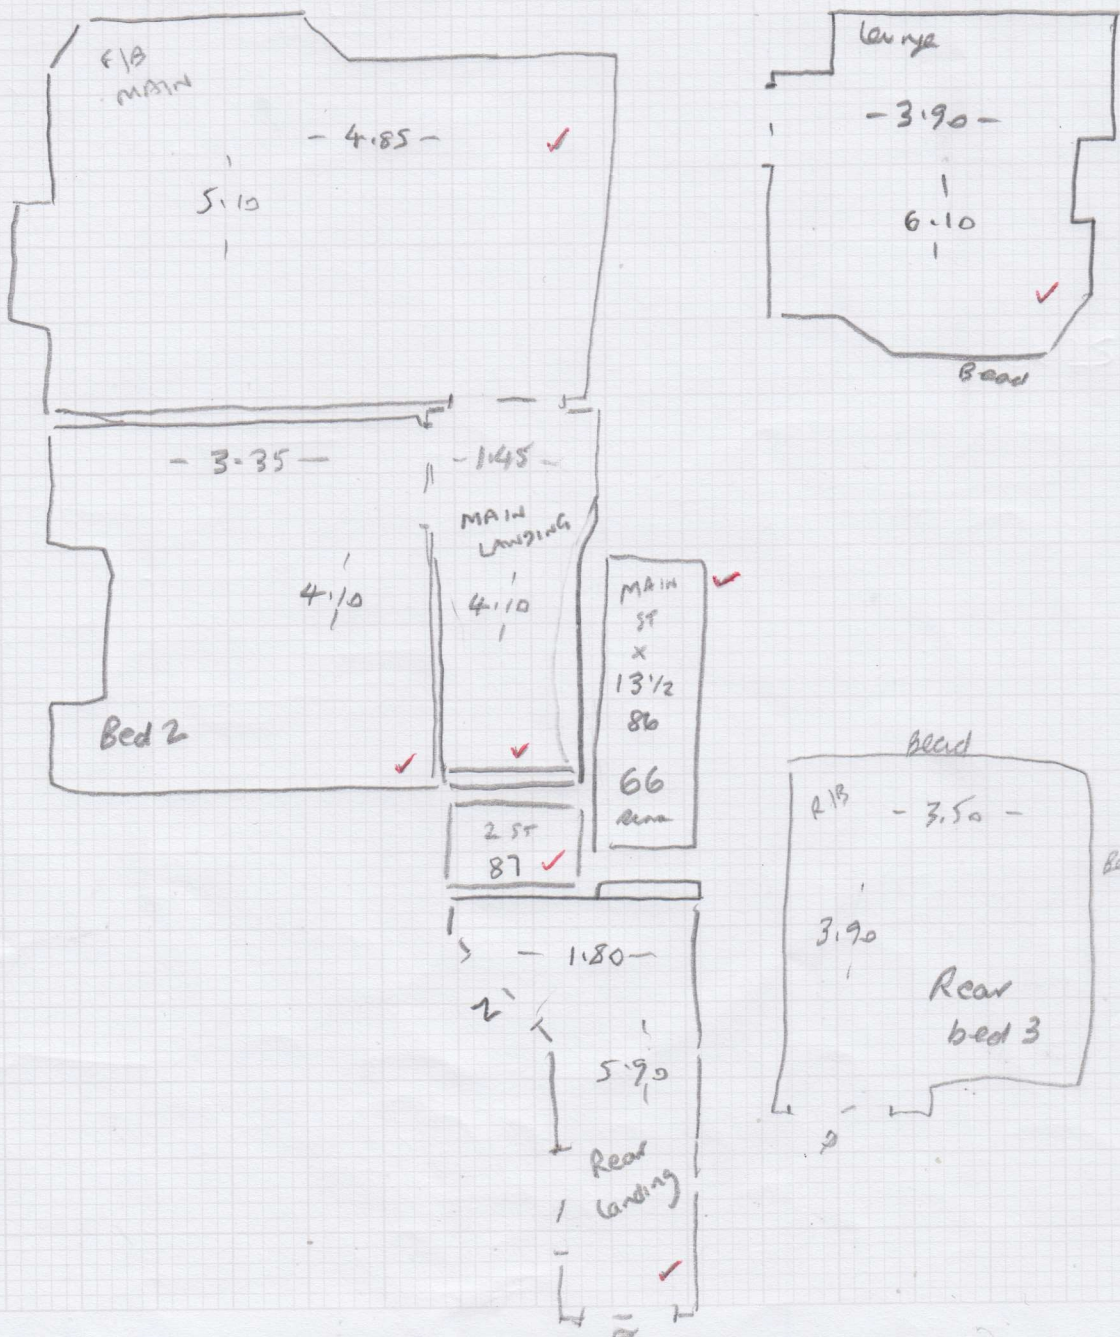 F/B
MAIN
- 4.85 -
5.10
Lounge
- 3.90 -
6.10
Bead
- 3.35 -
4.10
Bed 2
- 1.45 -
MAIN
LANDING
4.10
MAIN
ST
x
13 1/2
86
66
2 ST
87
- 1.80 -
5.90
Rear
Landing
Bead
R/B
- 3.50 -
3.90
Rear
bed 3